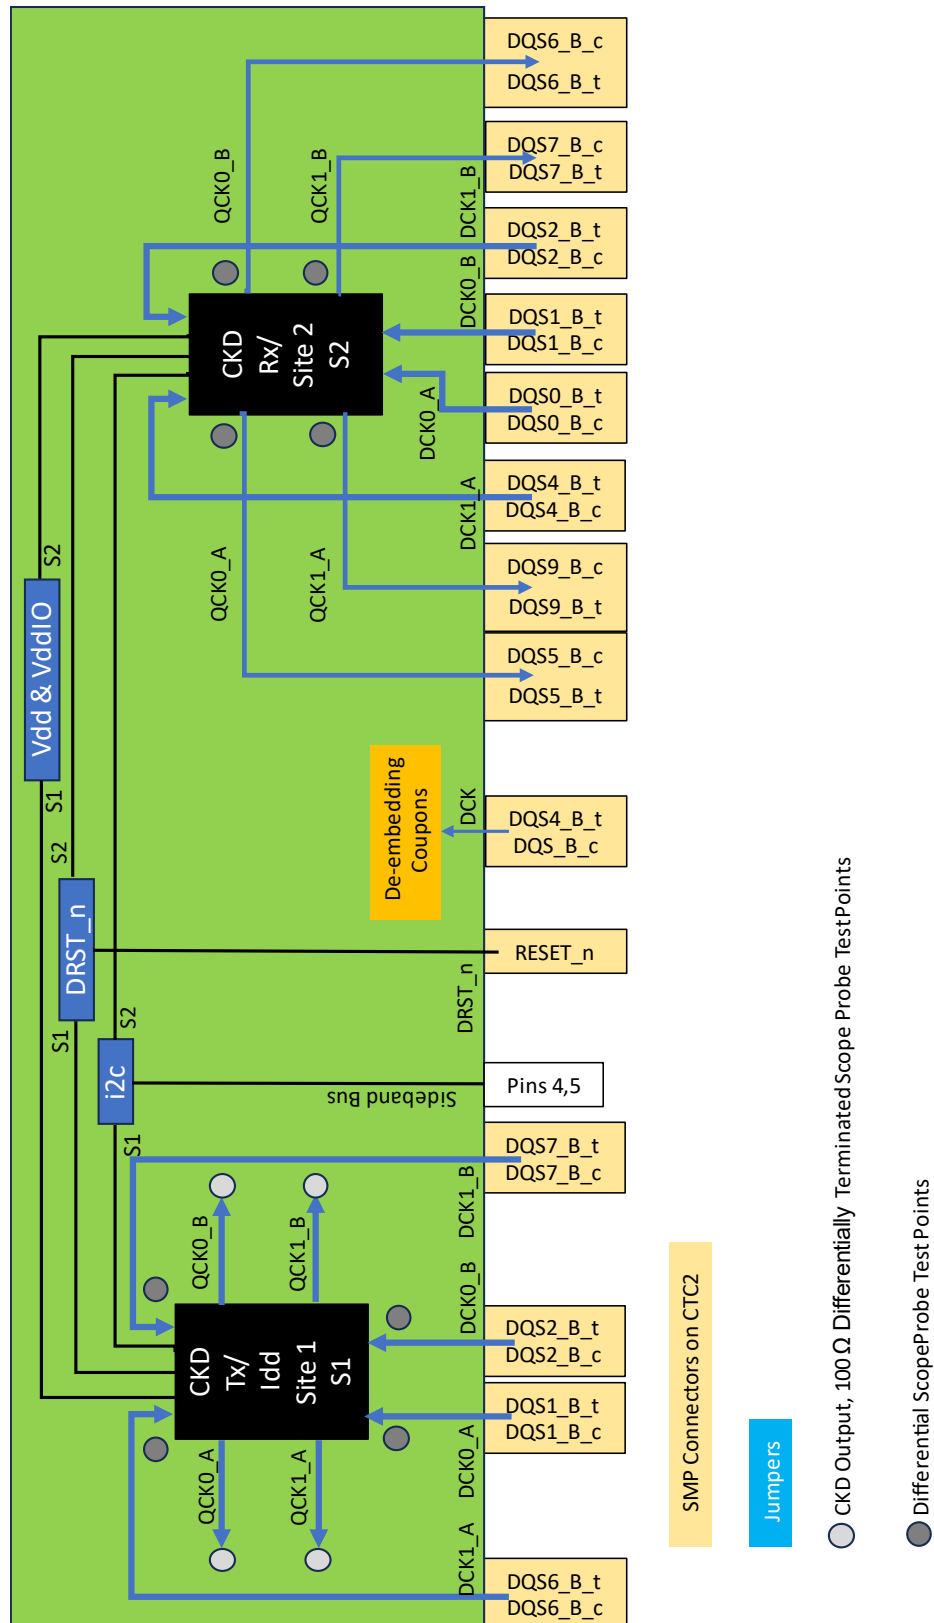 DQS6_B_c
DQS6_B_t
QCK0_B
QCK1_B
DCK1_B
DQS7_B_c
DQS7_B_t
DCK0_B
DQS2_B_t
DQS2_B_c
CKD
Rx/
Site 2
S2
DQS1_B_t
DQS1_B_c
DCK0_A
DQS0_B_t
DQS0_B_c
DCK1_A
DQS4_B_t
DQS4_B_c
S2
QCK0_A
QCK1_A
DQS9_B_c
DQS9_B_t
Vdd & VddIO
DQS5_B_c
DQS5_B_t
S1
De-embedding
Coupons
DCK
DQS4_B_t
DQS_B_c
S2
DRST_n
RESET_n
DRST_n
S1
S2
i2c
Sideband Bus
Pins 4,5
S1
DCK1_B
DQS7_B_t
DQS7_B_c
QCK0_B
QCK1_B
DCK0_B
DQS2_B_t
DQS2_B_c
CKD
Tx/
Idd
Site 1
S1
DCK0_A
DQS1_B_t
DQS1_B_c
QCK0_A
QCK1_A
DCK1_A
DQS6_B_t
DQS6_B_c
SMP Connectors on CTC2
Jumpers
CKD Output, 100 Ω Differentially Terminated Scope Probe Test Points
Differential Scope Probe Test Points